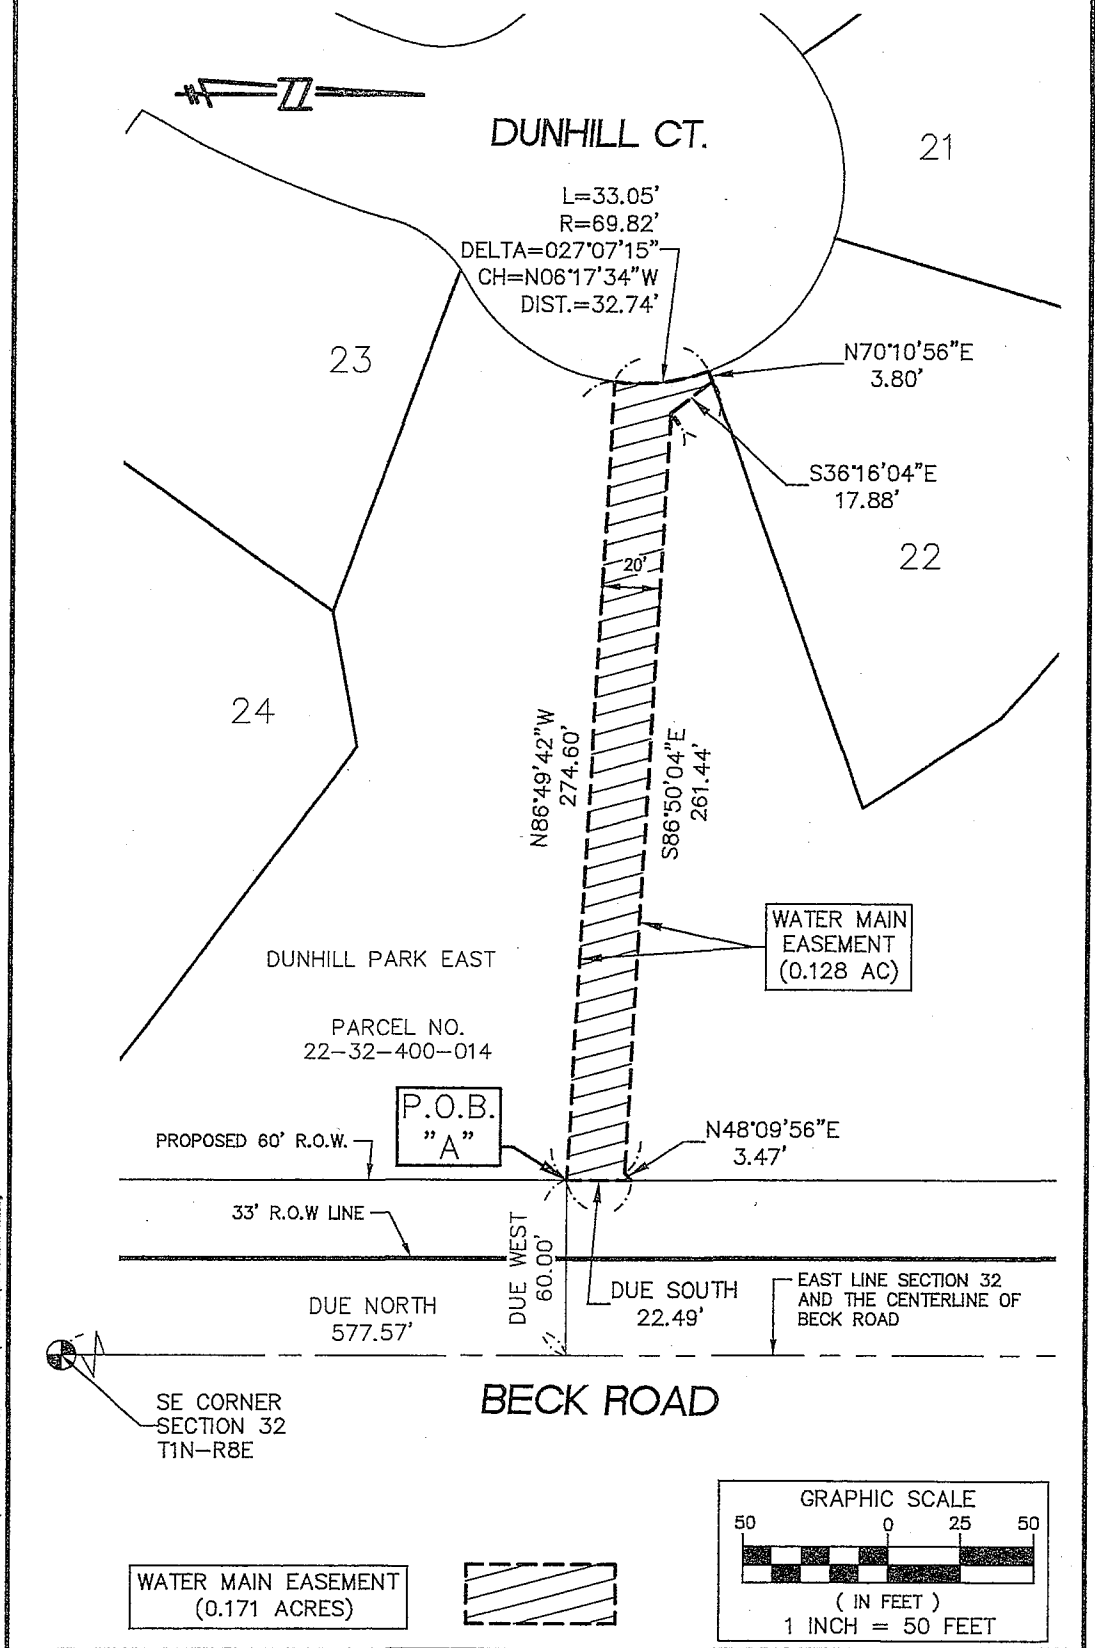 DUNHILL CT.
21
L=33.05'
R=69.82'
DELTA=027°07'15"
CH=N06°17'34"W
DIST.=32.74'
23
N70°10'56"E
3.80'
S36°16'04"E
17.88'
22
20'
24
N86°49'42"W
274.60'
S86°50'04"E
261.44'
WATER MAIN
EASEMENT
(0.128 AC)
DUNHILL PARK EAST
PARCEL NO.
22-32-400-014
P.O.B.
"A"
PROPOSED 60' R.O.W.
N48°09'56"E
3.47'
33' R.O.W LINE
DUE WEST
60.00'
DUE NORTH
577.57'
DUE SOUTH
22.49'
EAST LINE SECTION 32
AND THE CENTERLINE OF
BECK ROAD
BECK ROAD
SE CORNER
SECTION 32
T1N-R8E
GRAPHIC SCALE
50 0 25 50
( IN FEET )
1 INCH = 50 FEET
WATER MAIN EASEMENT
(0.171 ACRES)